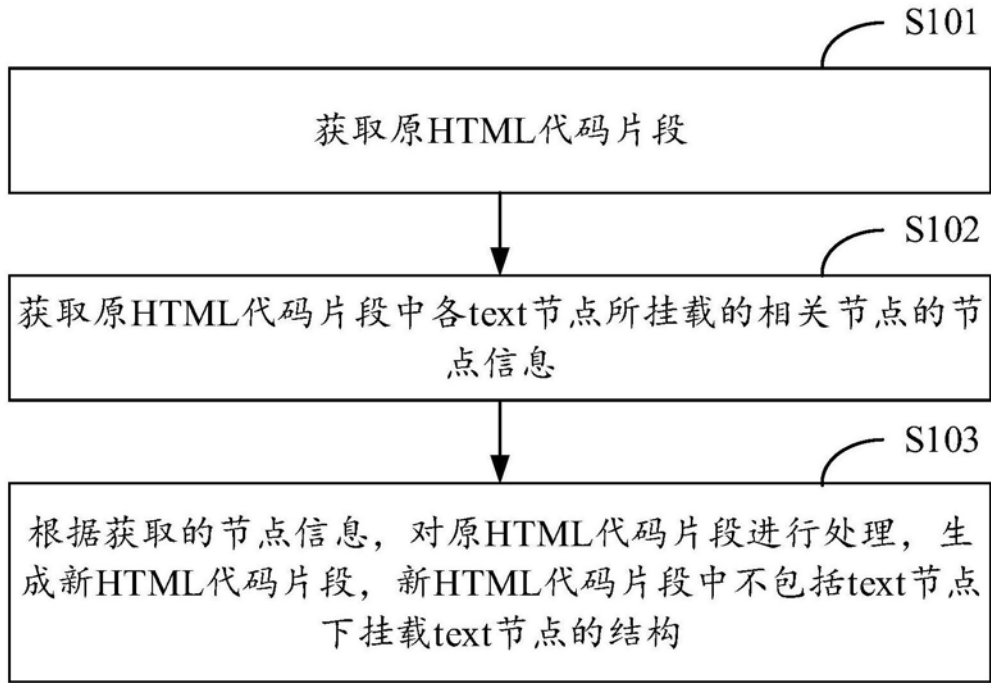 S101
获取原HTML代码片段
S102
获取原HTML代码片段中各text节点所挂载的相关节点的节
点信息
S103
根据获取的节点信息，对原HTML代码片段进行处理，生
成新HTML代码片段，新HTML代码片段中不包括text节点
下挂载text节点的结构